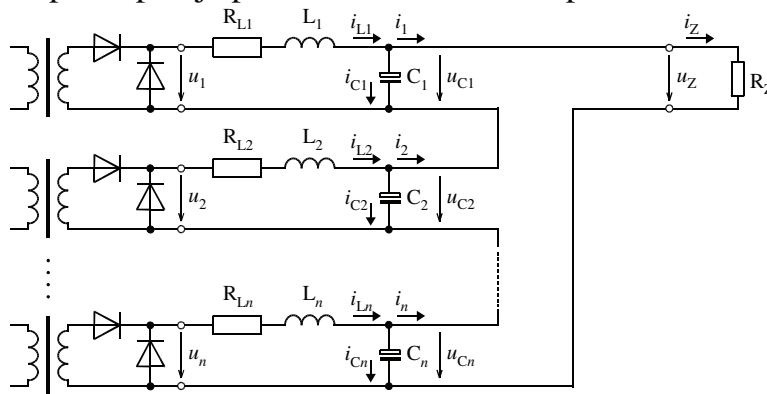 R_L1 L_1 i_L1 i_1 i_Z
u_1 i_C1 C_1 u_C1 u_Z R_Z
R_L2 L_2 i_L2 i_2
u_2 i_C2 C_2 u_C2
R_Ln L_n i_Ln i_n
u_n i_Cn C_n u_Cn